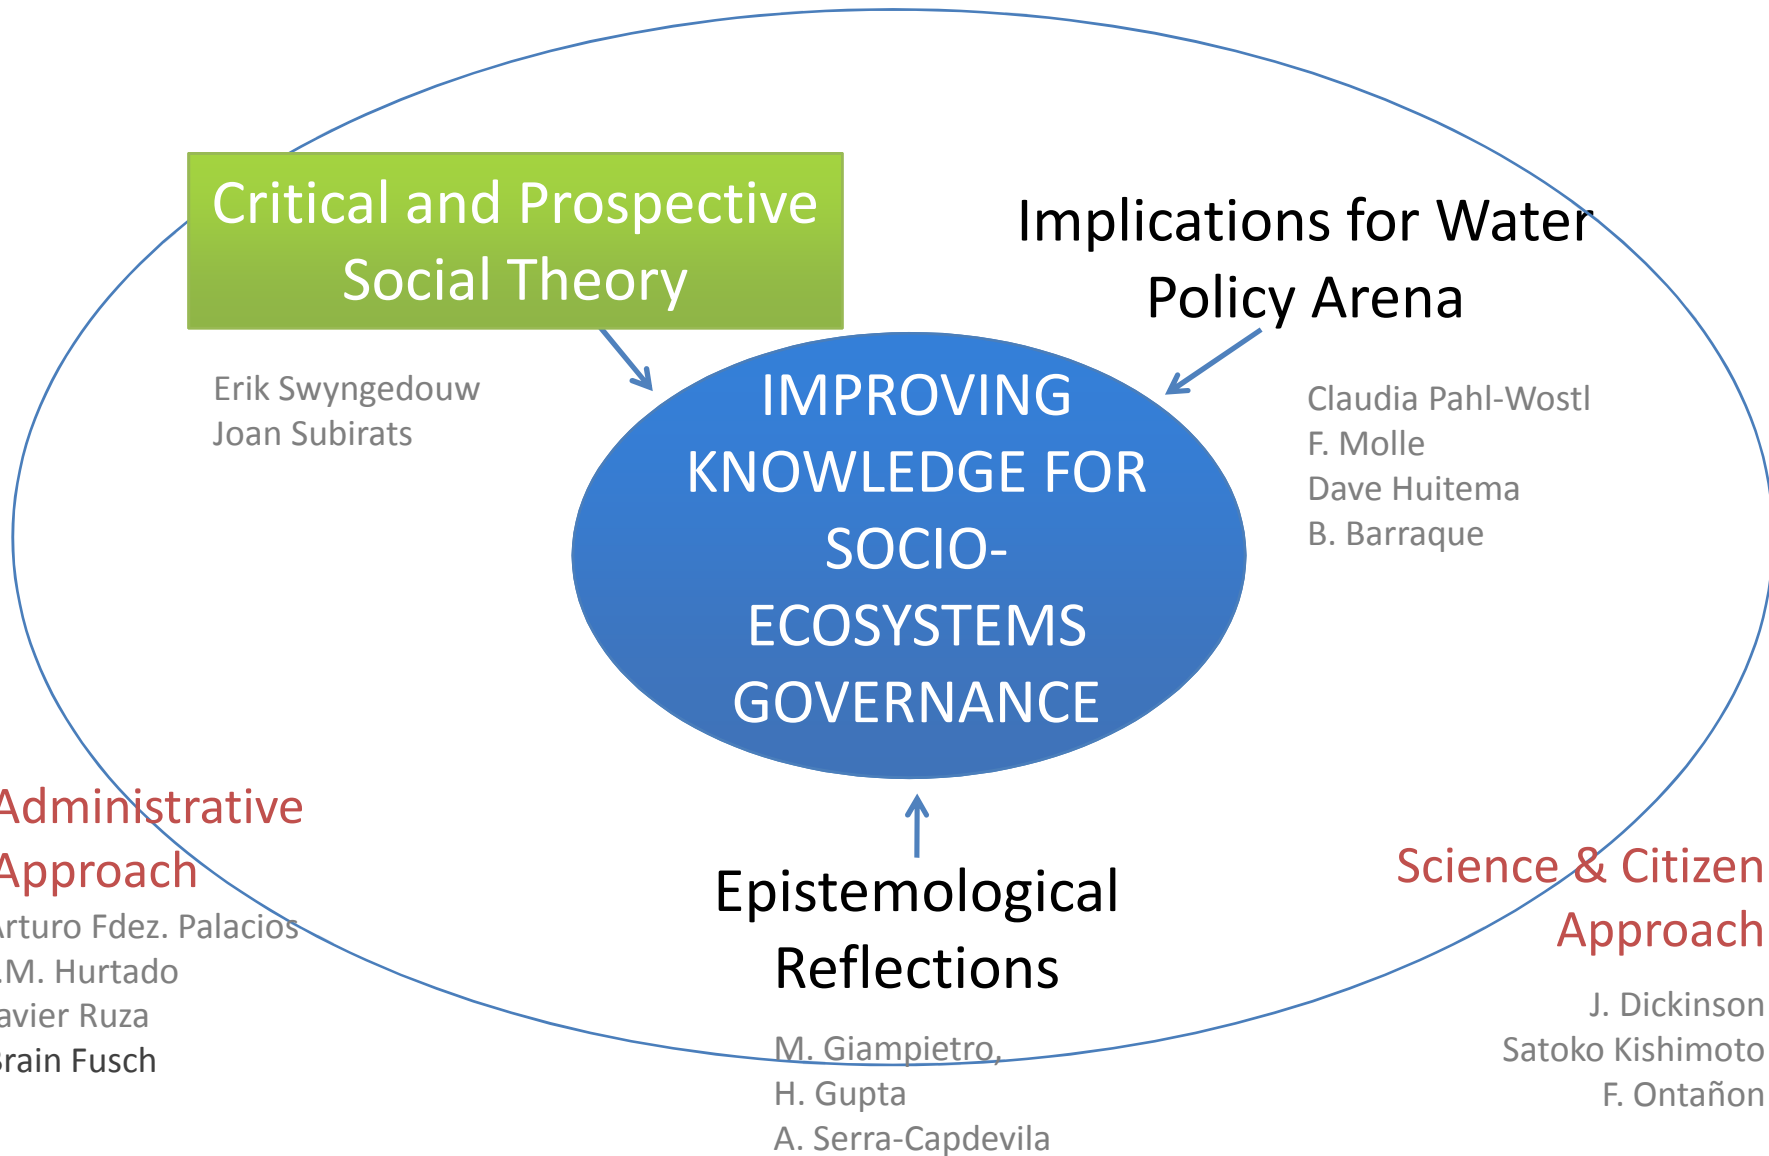 Critical and Prospective
Social Theory
Erik Swyngedouw
Joan Subirats
Implications for Water
Policy Arena
Claudia Pahl-Wostl
F. Molle
Dave Huitema
B. Barraque
IMPROVING
KNOWLEDGE FOR
SOCIO-
ECOSYSTEMS
GOVERNANCE
Administrative
Approach
Arturo Fdez. Palacios
.M. Hurtado
avier Ruza
Brain Fusch
Epistemological
Reflections
M. Giampietro,
H. Gupta
A. Serra-Capdevila
Science & Citizen
Approach
J. Dickinson
Satoko Kishimoto
F. Ontañon